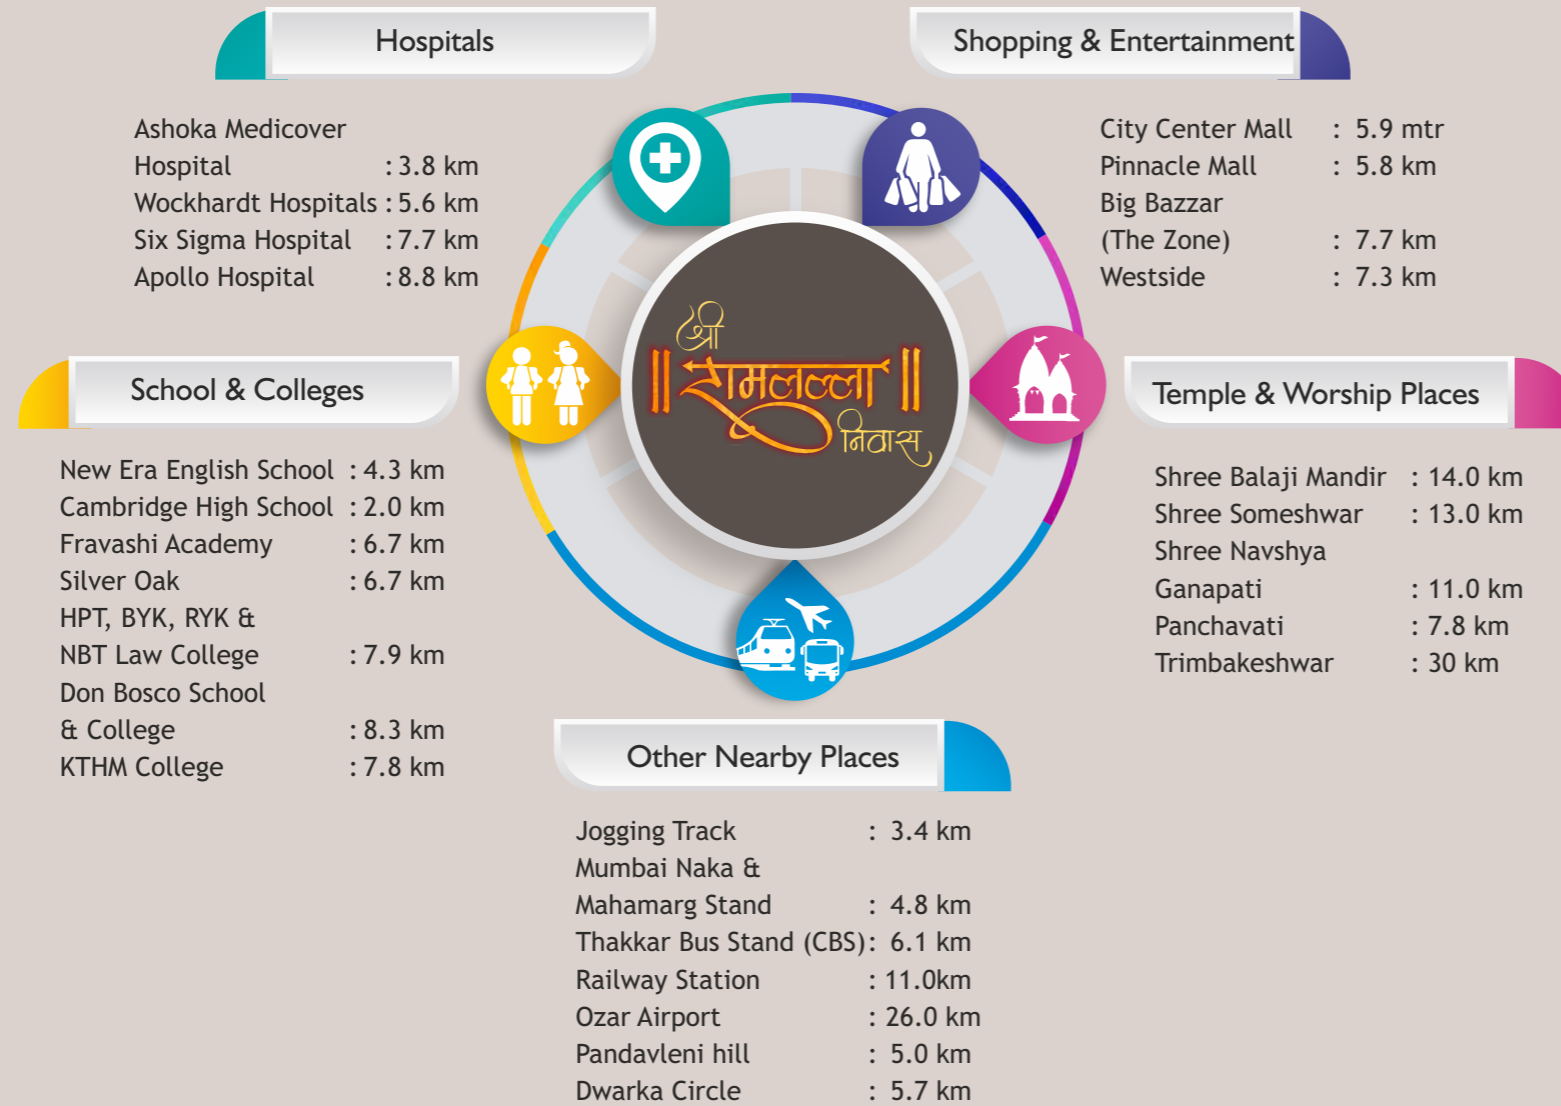 Hospitals
Ashoka Medicover
Hospital : 3.8 km
Wockhardt Hospitals : 5.6 km
Six Sigma Hospital : 7.7 km
Apollo Hospital : 8.8 km
Shopping & Entertainment
City Center Mall : 5.9 mtr
Pinnacle Mall : 5.8 km
Big Bazzar
(The Zone) : 7.7 km
Westside : 7.3 km
श्री
॥ रामलल्ला ॥
निवास
School & Colleges
New Era English School : 4.3 km
Cambridge High School : 2.0 km
Fravashi Academy : 6.7 km
Silver Oak : 6.7 km
HPT, BYK, RYK &
NBT Law College : 7.9 km
Don Bosco School
& College : 8.3 km
KTHM College : 7.8 km
Temple & Worship Places
Shree Balaji Mandir : 14.0 km
Shree Someshwar : 13.0 km
Shree Navshya
Ganapati : 11.0 km
Panchavati : 7.8 km
Trimbakeshwar : 30 km
Other Nearby Places
Jogging Track : 3.4 km
Mumbai Naka &
Mahamarg Stand : 4.8 km
Thakkar Bus Stand (CBS): 6.1 km
Railway Station : 11.0km
Ozar Airport : 26.0 km
Pandavleni hill : 5.0 km
Dwarka Circle : 5.7 km